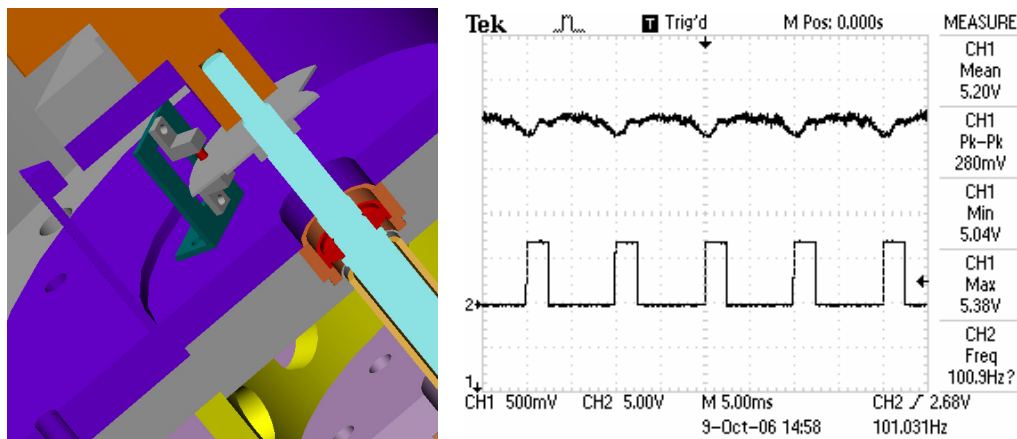 Tek
T Trig'd
M Pos: 0.000s
MEASURE
CH1
Mean
5.20V
CH1
Pk-Pk
280mV
CH1
Min
5.04V
CH1
Max
5.38V
CH2
Freq
100.9Hz?
2
1
CH1 500mV CH2 5.00V M 5.00ms CH2 2.68V
9-Oct-06 14:58 101.031Hz